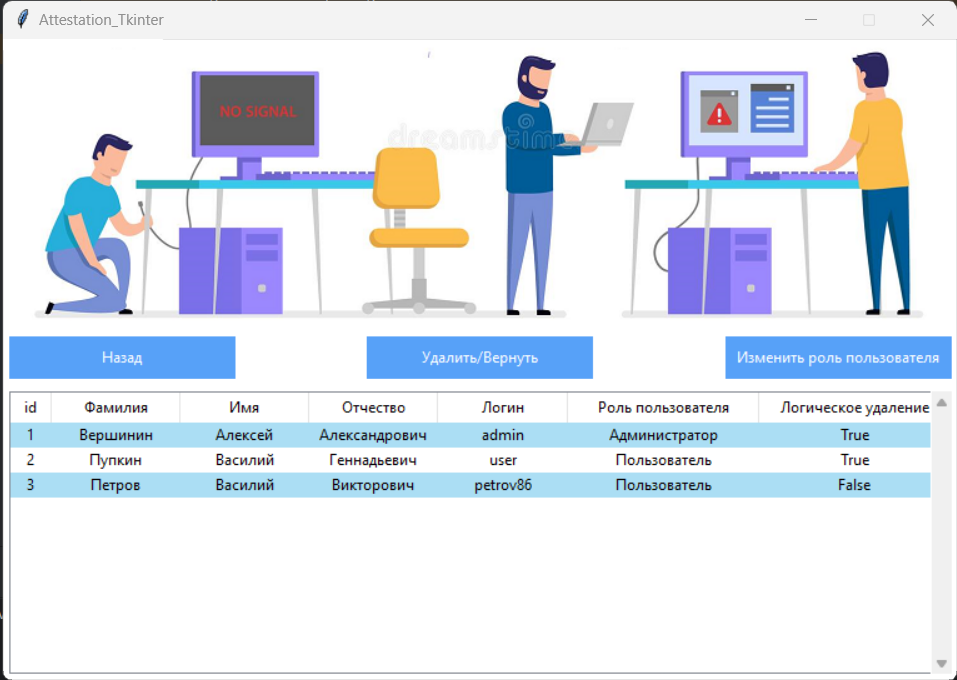 Attestation_Tkinter
NO SIGNAL
dreamstime
Назад
Удалить/Вернуть
Изменить роль пользователя
id Фамилия Имя Отчество Логин Роль пользователя Логическое удаление
1 Вершинин Алексей Александрович admin Администратор True
2 Пупкин Василий Геннадьевич user Пользователь True
3 Петров Василий Викторович petrov86 Пользователь False